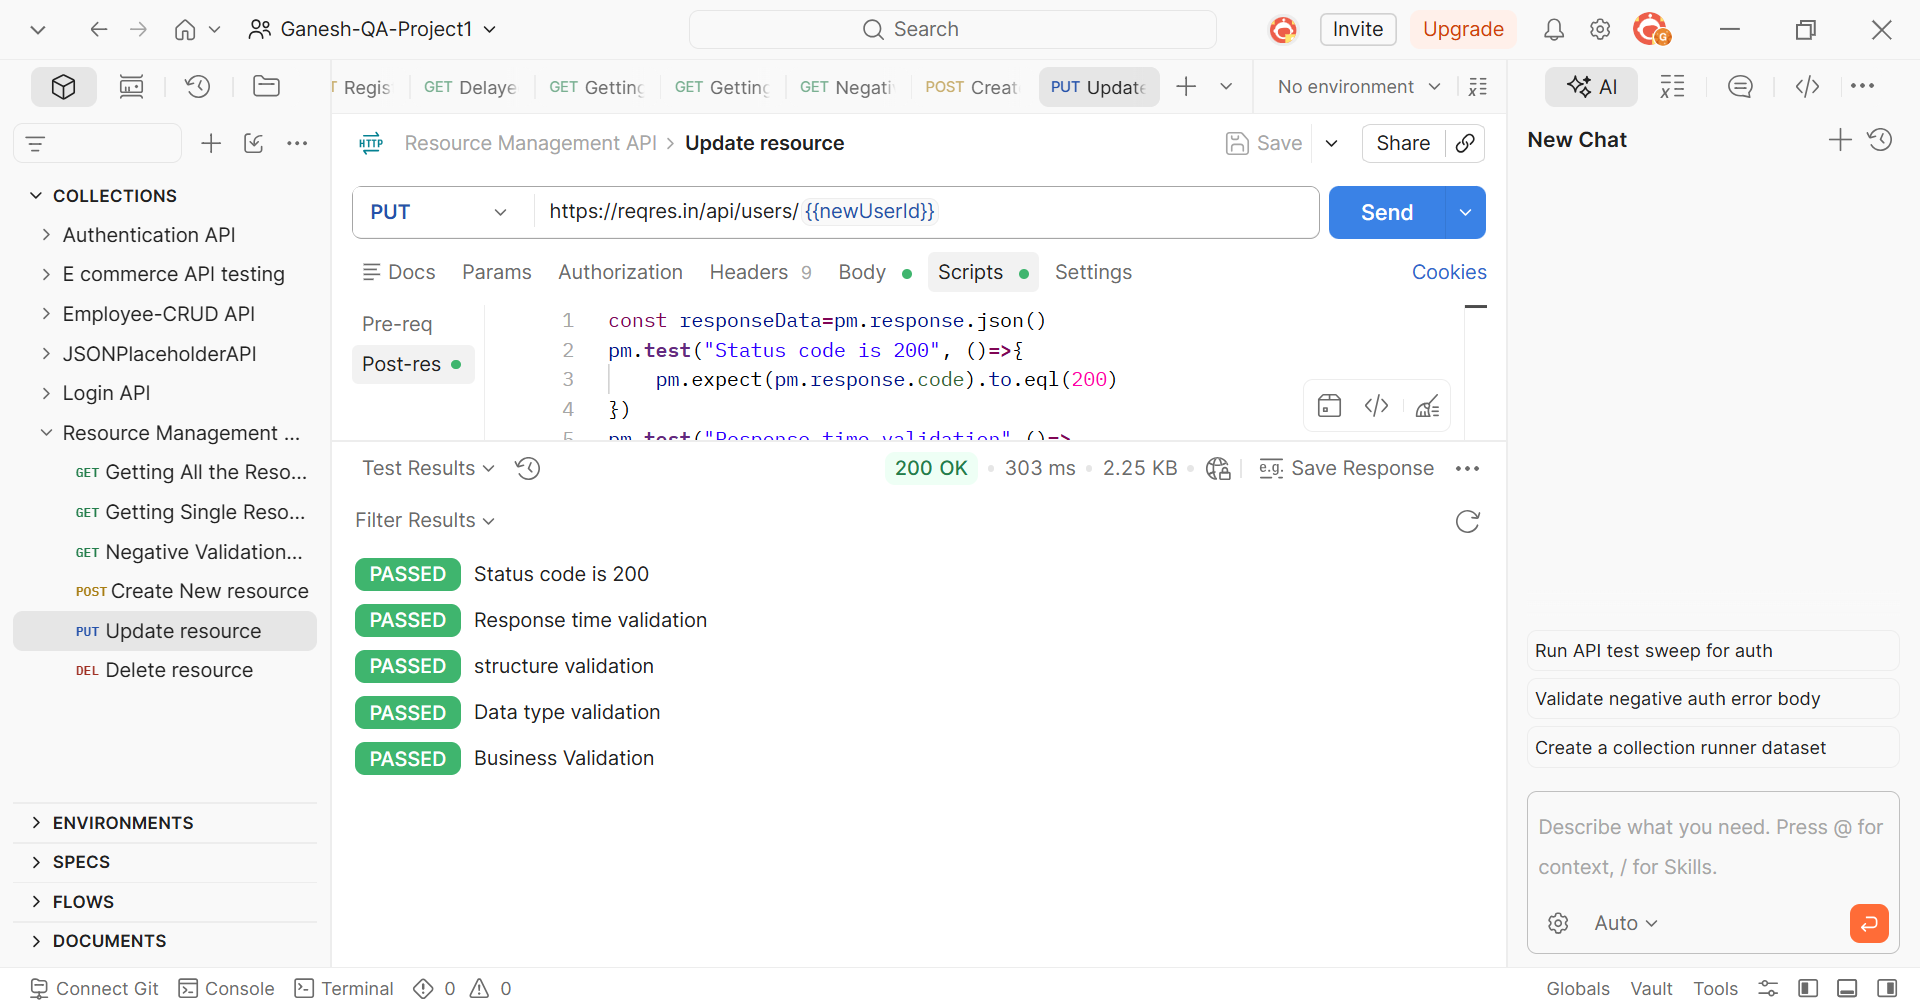 Ganesh-QA-Project1
Search
Invite
Upgrade
G
Regis
GET Delaye
GET Getting
GET Getting
GET Negati
POST Creat
PUT Update
No environment
AI
HTTP Resource Management API > Update resource
Save
Share
New Chat
COLLECTIONS
Authentication API
E commerce API testing
Employee-CRUD API
JSONPlaceholderAPI
Login API
Resource Management ...
GET Getting All the Reso...
GET Getting Single Reso...
GET Negative Validation...
POST Create New resource
PUT Update resource
DEL Delete resource
ENVIRONMENTS
SPECS
FLOWS
DOCUMENTS
PUT https://reqres.in/api/users/ {{newUserId}}
Send
Docs Params Authorization Headers 9 Body Scripts Settings Cookies
Pre-req
Post-res
1 const responseData=pm.response.json()
2 pm.test("Status code is 200", ()=>{
3 pm.expect(pm.response.code).to.eql(200)
4 })
5 pm.test("Response time validation",()=>
Test Results
200 OK • 303 ms • 2.25 KB •
e.g. Save Response
Filter Results
PASSED Status code is 200
PASSED Response time validation
PASSED structure validation
PASSED Data type validation
PASSED Business Validation
Run API test sweep for auth
Validate negative auth error body
Create a collection runner dataset
Describe what you need. Press @ for
context, / for Skills.
Auto
Connect Git Console Terminal 0 0
Globals Vault Tools